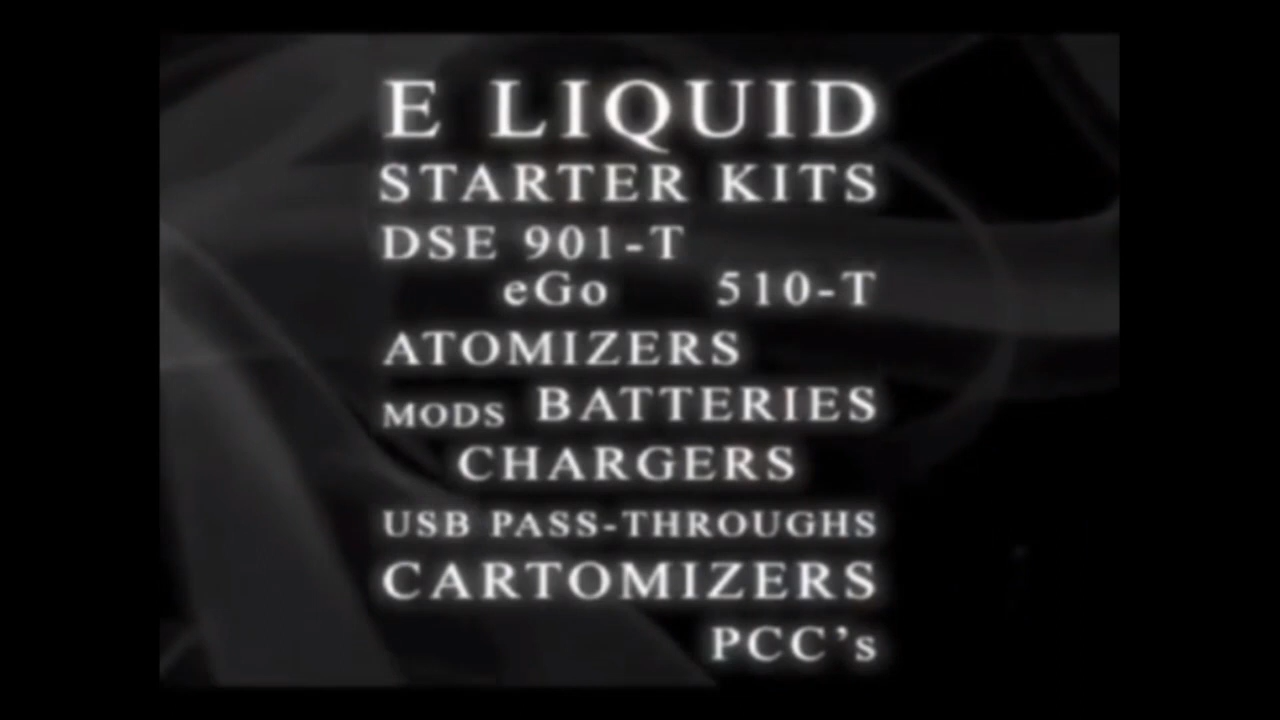 E LIQUID
STARTER KITS
DSE 901-T
eGo 510-T
ATOMIZERS
MODS BATTERIES
CHARGERS
USB PASS-THROUGHS
CARTOMIZERS
PCC's